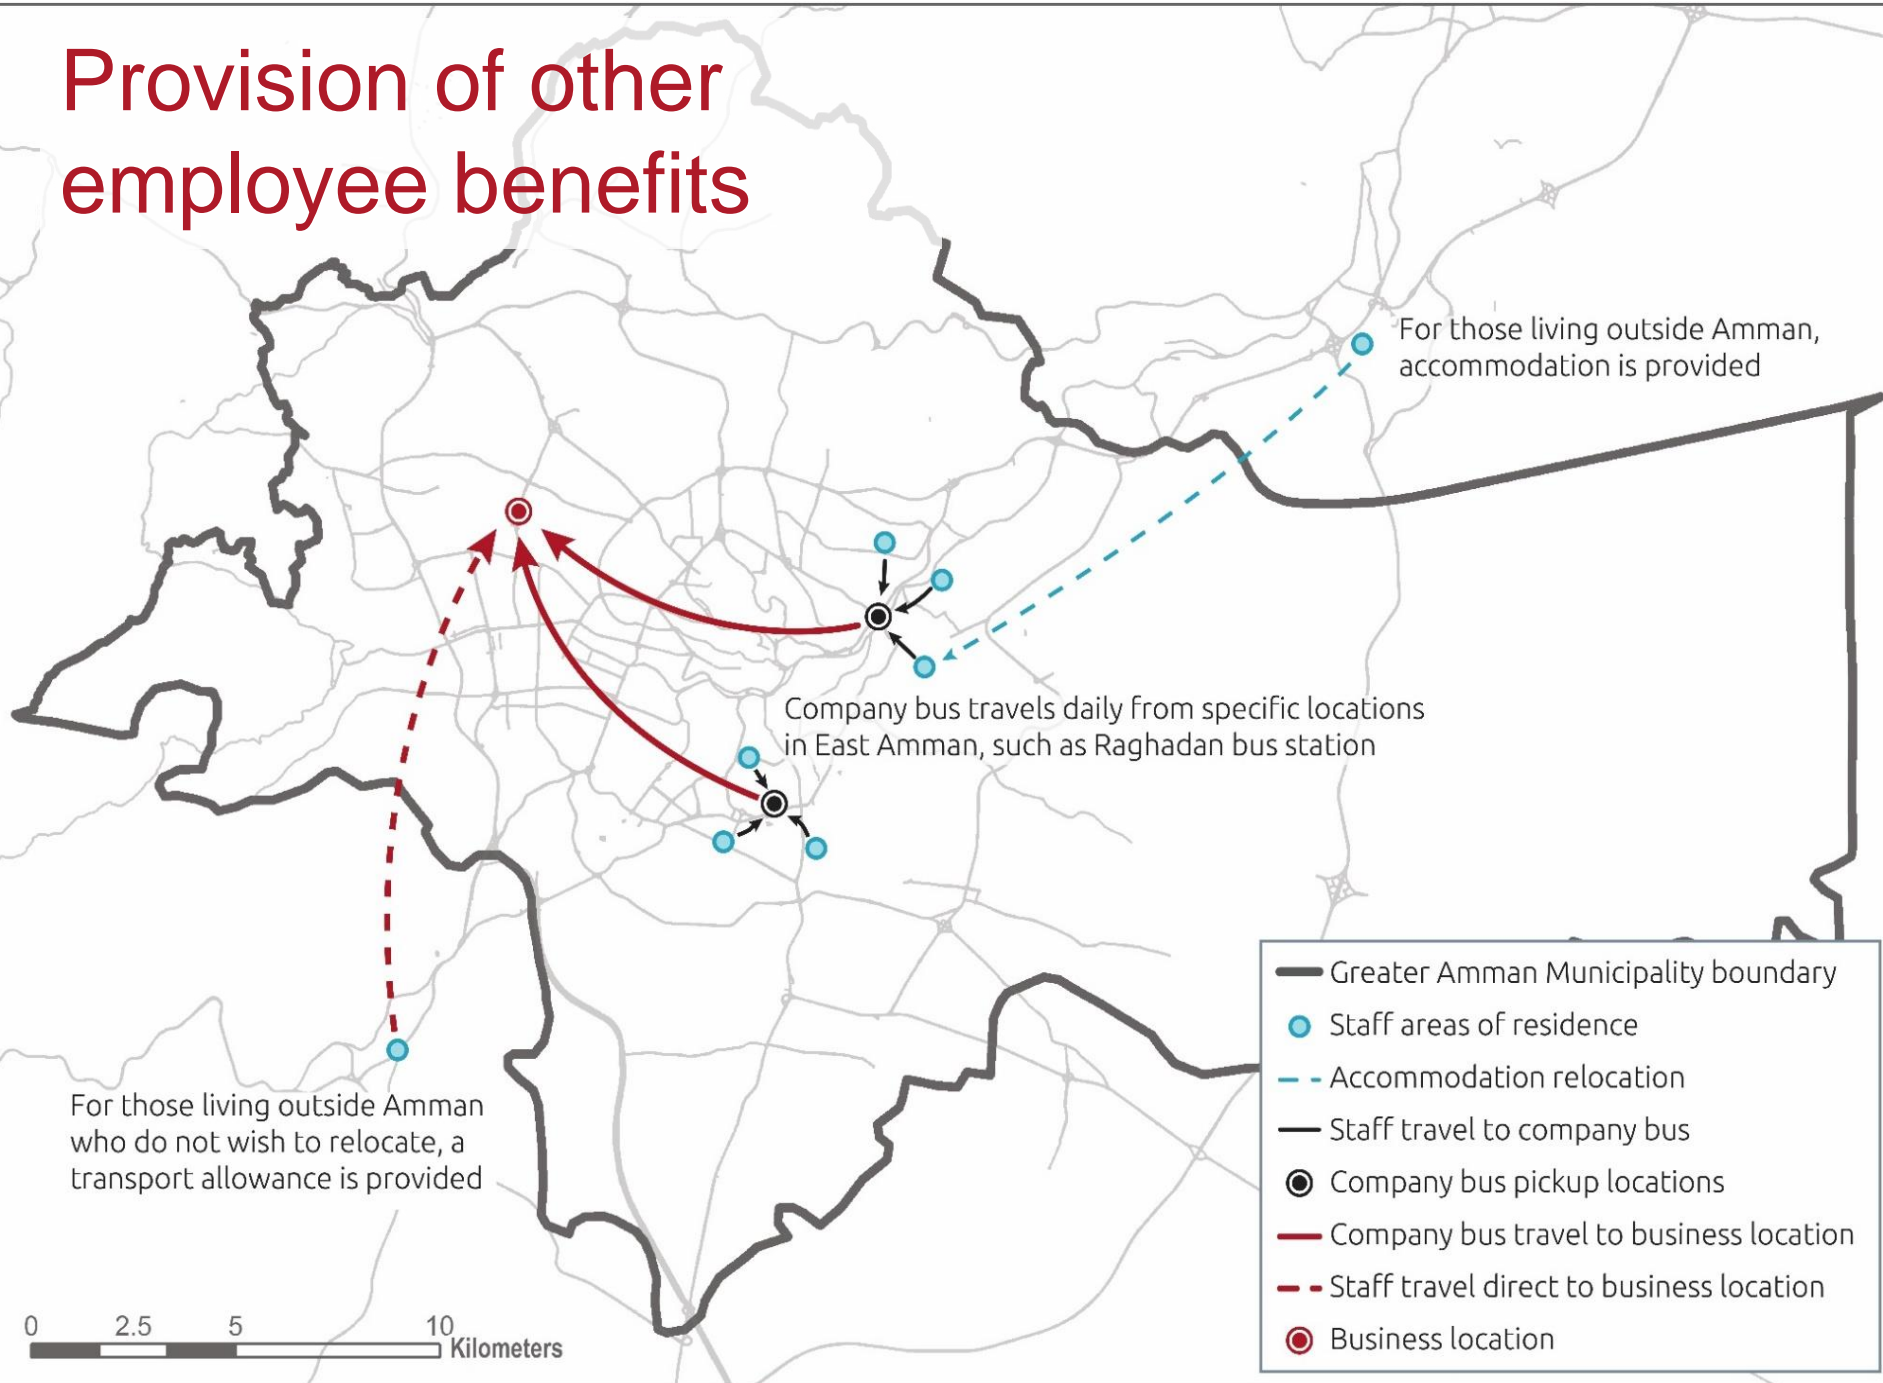 Provision of other
employee benefits
For those living outside Amman,
accommodation is provided
Company bus travels daily from specific locations
in East Amman, such as Raghadan bus station
For those living outside Amman
who do not wish to relocate, a
transport allowance is provided
Greater Amman Municipality boundary
Staff areas of residence
Accommodation relocation
Staff travel to company bus
Company bus pickup locations
Company bus travel to business location
Staff travel direct to business location
Business location
0 2.5 5 10
Kilometers